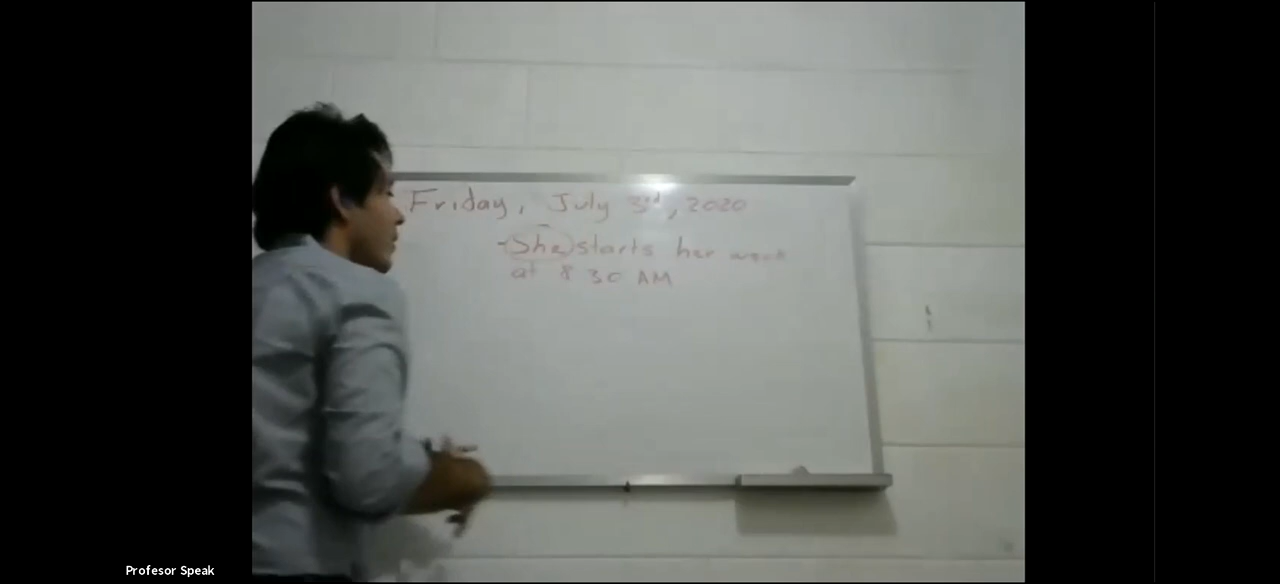 Friday, July 3rd, 2020
-She starts her work
at 8 30 AM
Profesor Speak